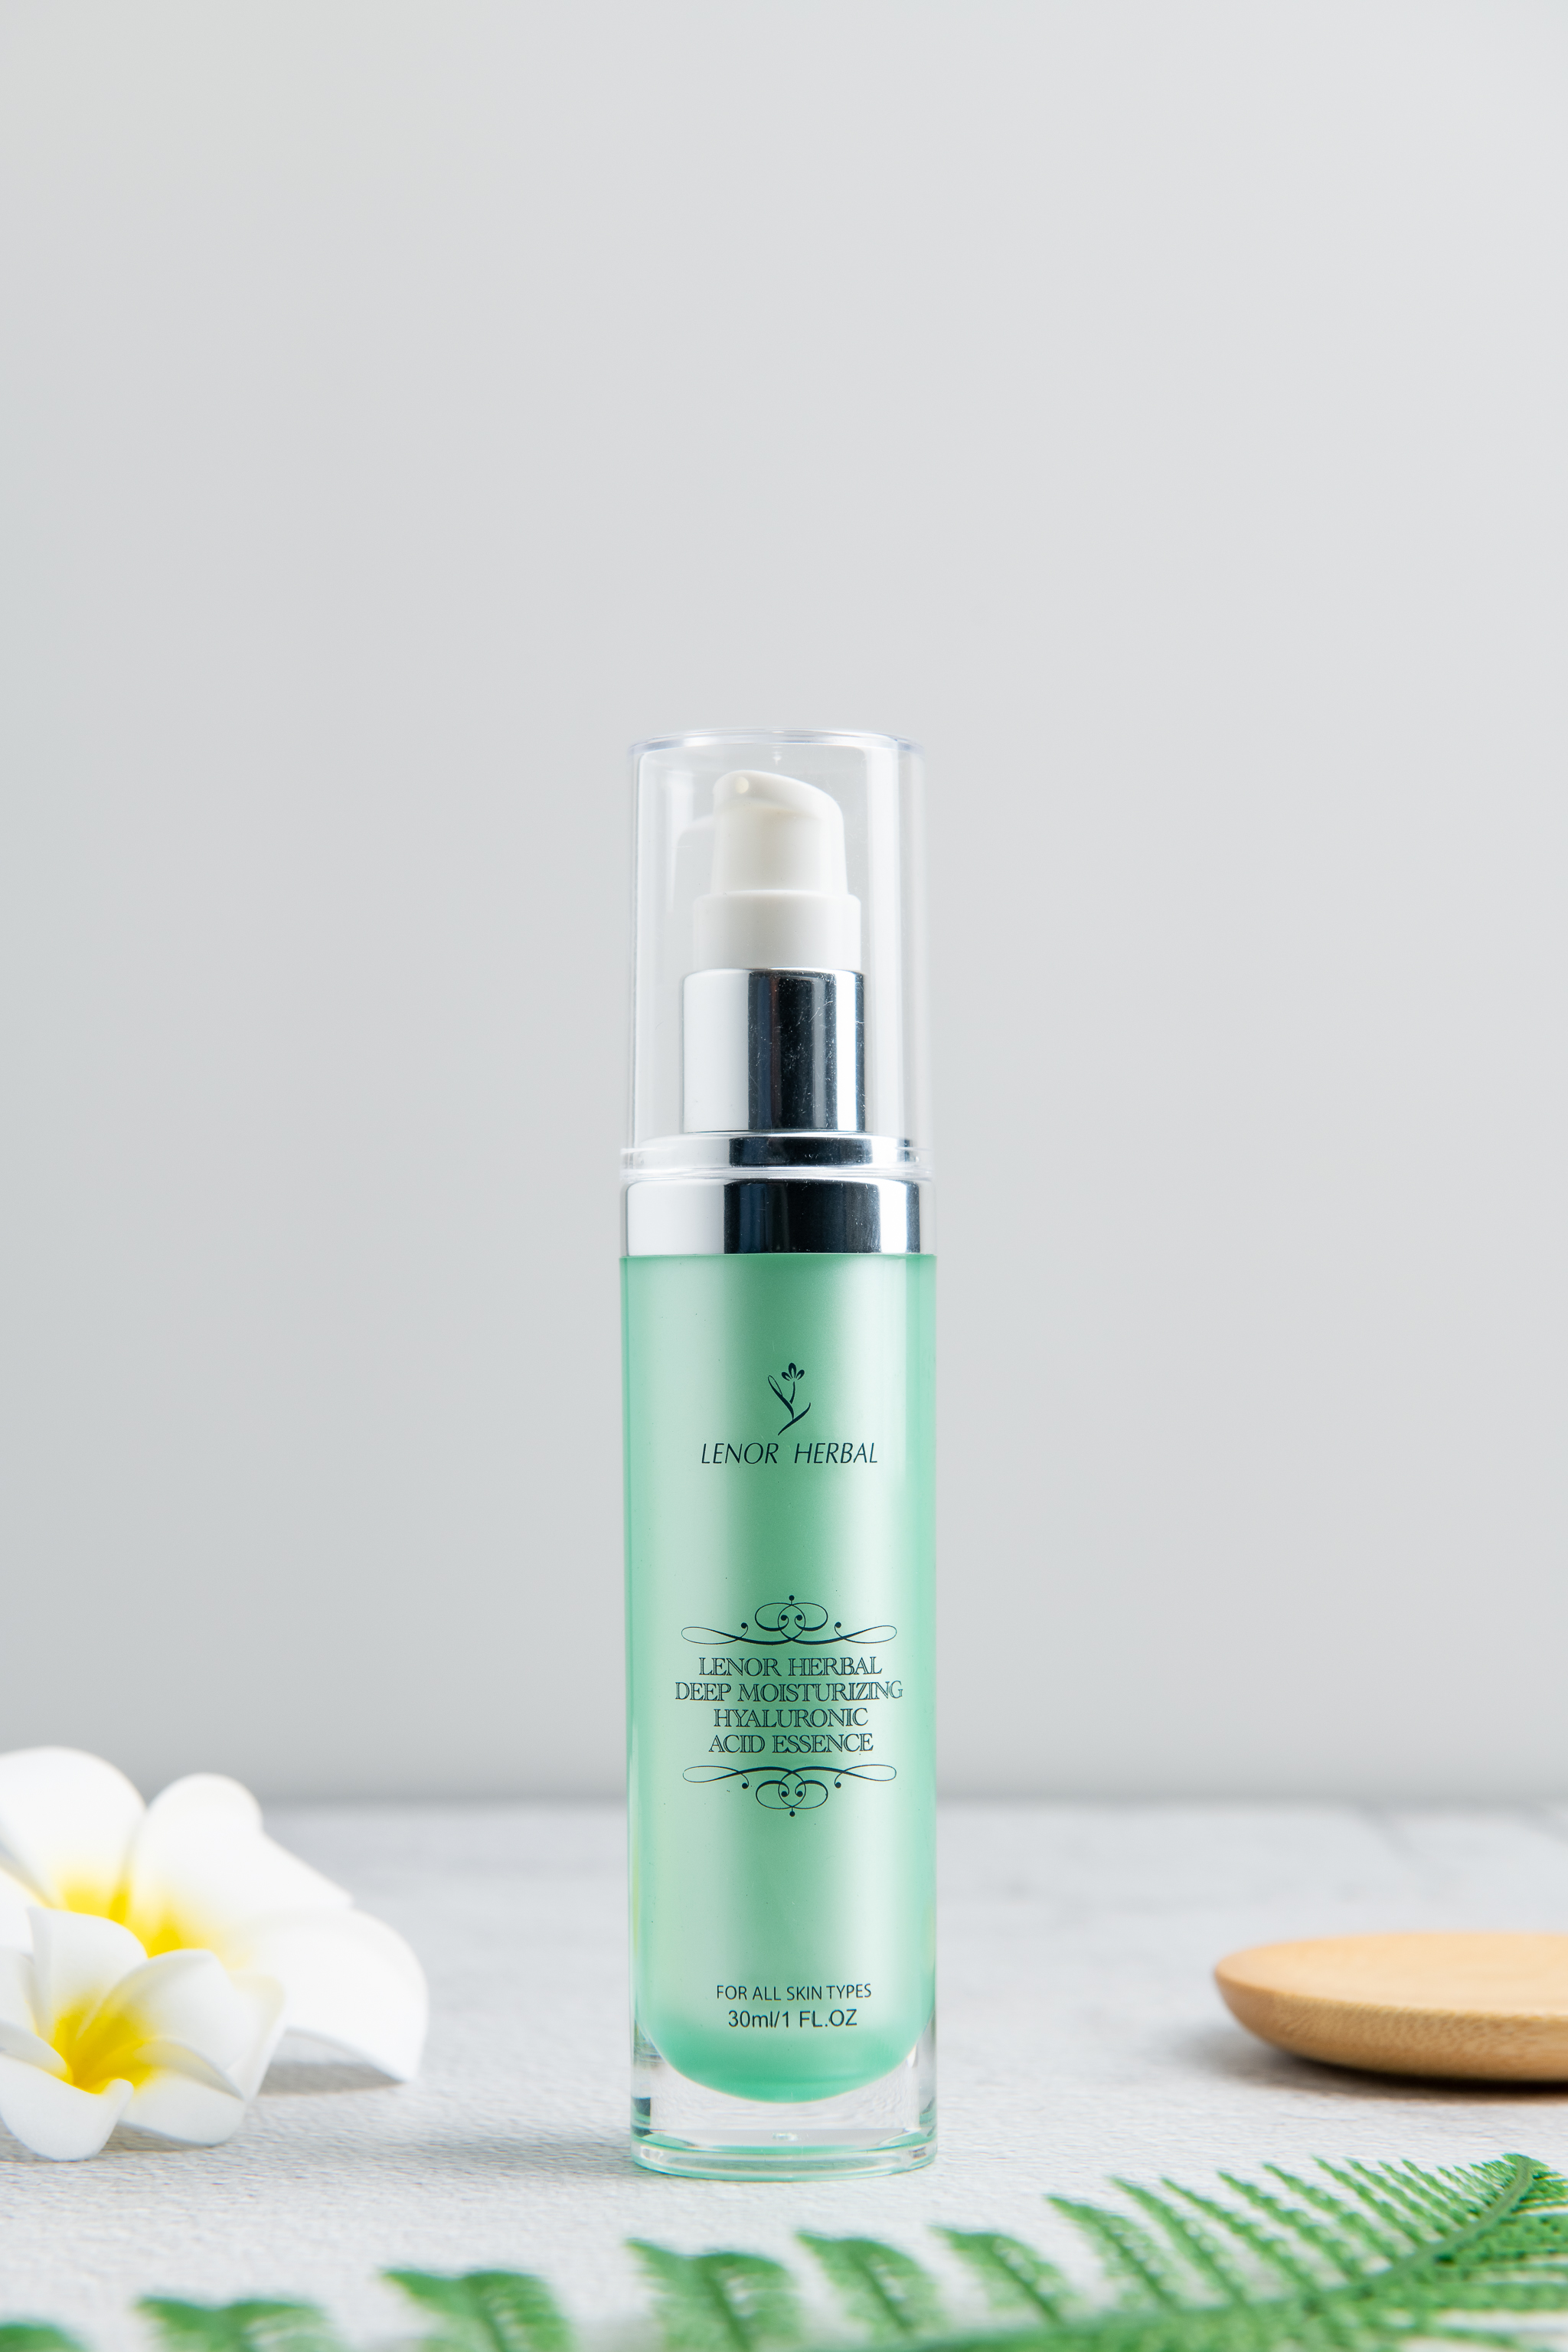 LENOR HERBAL
LENOR HERBAL
DEEP MOISTURIZING
HYALURONIC
ACID ESSENCE
FOR ALL SKIN TYPES
30ml/1 FL.OZ